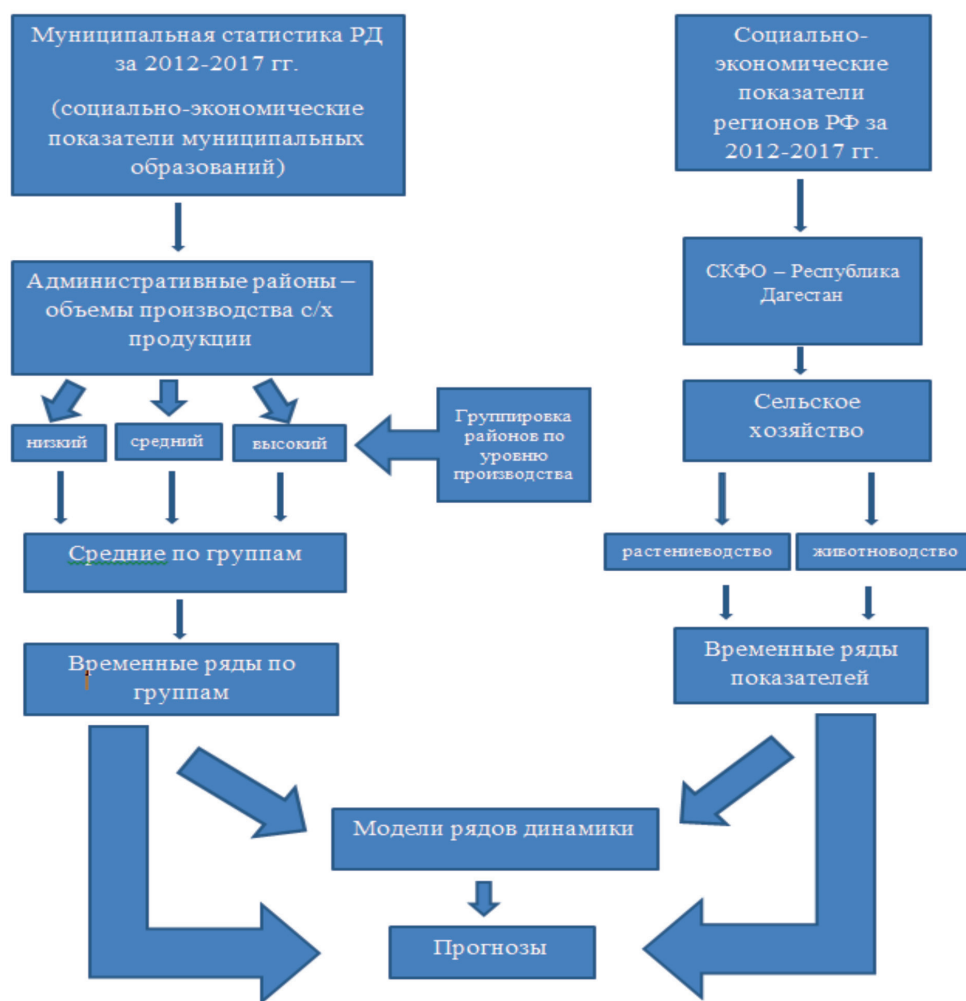 Муниципальная статистика РД
за 2012-2017 гг.
(социально-экономические
показатели муниципальных
образований)
Социально-
экономические
показатели
регионов РФ за
2012-2017 гг.
Административные районы –
объемы производства с/х
продукции
СКФО – Республика
Дагестан
низкий
средний
высокий
Группировка
районов по
уровню
производства
Сельское
хозяйство
Средние по группам
растениеводство
животноводство
Временные ряды по
группам
Временные ряды
показателей
Модели рядов динамики
Прогнозы